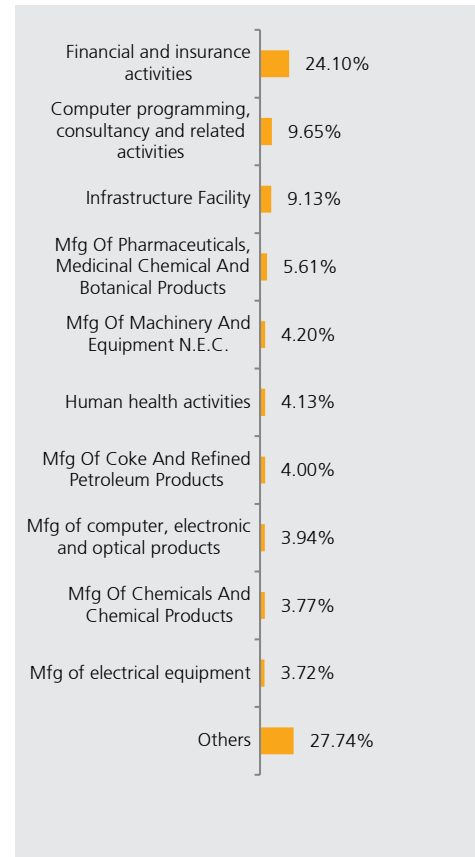 Financial and insurance
activities
24.10%
Computer programming,
consultancy and related
activities
9.65%
Infrastructure Facility
9.13%
Mfg Of Pharmaceuticals,
Medicinal Chemical And
Botanical Products
5.61%
Mfg Of Machinery And
Equipment N.E.C.
4.20%
Human health activities
4.13%
Mfg Of Coke And Refined
Petroleum Products
4.00%
Mfg of computer, electronic
and optical products
3.94%
Mfg Of Chemicals And
Chemical Products
3.77%
Mfg of electrical equipment
3.72%
Others
27.74%